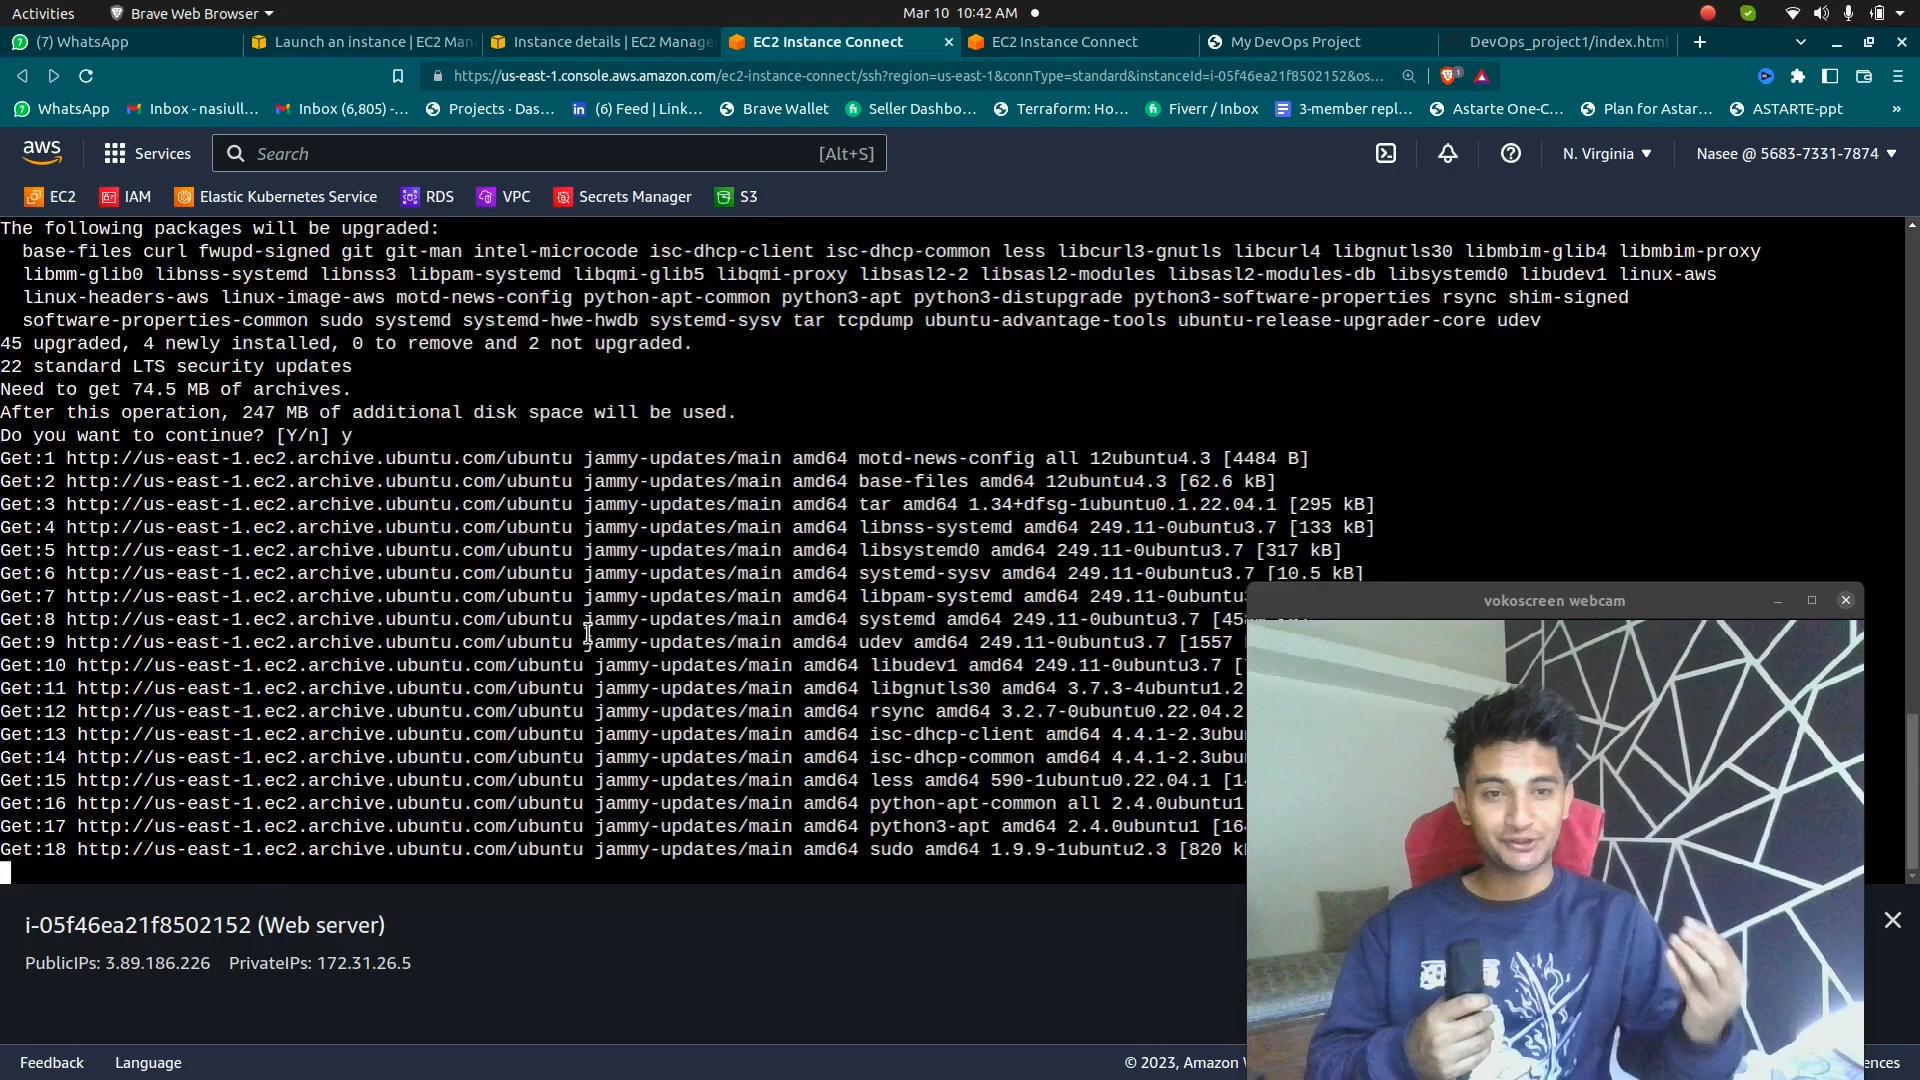 Activities
Brave Web Browser
Mar 10 10:42 AM
(7) WhatsApp
Launch an instance | EC2 Man
Instance details | EC2 Manage
EC2 Instance Connect
EC2 Instance Connect
My DevOps Project
DevOps_project1/index.html
https://us-east-1.console.aws.amazon.com/ec2-instance-connect/ssh?region=us-east-1&connType=standard&instanceId=i-05f46ea21f8502152&os...
WhatsApp
Inbox - nasiull...
Inbox (6,805) -...
Projects · Das...
(6) Feed | Link...
Brave Wallet
Seller Dashbo...
Terraform: Ho...
Fiverr / Inbox
3-member repl...
Astarte One-C...
Plan for Astar...
ASTARTE-ppt
aws
Services
Search
[Alt+S]
N. Virginia
Nasee @ 5683-7331-7874
EC2
IAM
Elastic Kubernetes Service
RDS
VPC
Secrets Manager
S3
The following packages will be upgraded:
base-files curl fwupd-signed git git-man intel-microcode isc-dhcp-client isc-dhcp-common less libcurl3-gnutls libcurl4 libgnutls30 libmbim-glib4 libmbim-proxy
libmm-glib0 libnss-systemd libnss3 libpam-systemd libqmi-glib5 libqmi-proxy libsasl2-2 libsasl2-modules libsasl2-modules-db libsystemd0 libudev1 linux-aws
linux-headers-aws linux-image-aws motd-news-config python-apt-common python3-apt python3-distupgrade python3-software-properties rsync shim-signed
software-properties-common sudo systemd systemd-hwe-hwdb systemd-sysv tar tcpdump ubuntu-advantage-tools ubuntu-release-upgrader-core udev
45 upgraded, 4 newly installed, 0 to remove and 2 not upgraded.
22 standard LTS security updates
Need to get 74.5 MB of archives.
After this operation, 247 MB of additional disk space will be used.
Do you want to continue? [Y/n] y
Get:1 http://us-east-1.ec2.archive.ubuntu.com/ubuntu jammy-updates/main amd64 motd-news-config all 12ubuntu4.3 [4484 B]
Get:2 http://us-east-1.ec2.archive.ubuntu.com/ubuntu jammy-updates/main amd64 base-files amd64 12ubuntu4.3 [62.6 kB]
Get:3 http://us-east-1.ec2.archive.ubuntu.com/ubuntu jammy-updates/main amd64 tar amd64 1.34+dfsg-1ubuntu0.1.22.04.1 [295 kB]
Get:4 http://us-east-1.ec2.archive.ubuntu.com/ubuntu jammy-updates/main amd64 libnss-systemd amd64 249.11-0ubuntu3.7 [133 kB]
Get:5 http://us-east-1.ec2.archive.ubuntu.com/ubuntu jammy-updates/main amd64 libsystemd0 amd64 249.11-0ubuntu3.7 [317 kB]
Get:6 http://us-east-1.ec2.archive.ubuntu.com/ubuntu jammy-updates/main amd64 systemd-sysv amd64 249.11-0ubuntu3.7 [10.5 kB]
Get:7 http://us-east-1.ec2.archive.ubuntu.com/ubuntu jammy-updates/main amd64 libpam-systemd amd64 249.11-0ubuntu3
Get:8 http://us-east-1.ec2.archive.ubuntu.com/ubuntu jammy-updates/main amd64 systemd amd64 249.11-0ubuntu3.7 [45
Get:9 http://us-east-1.ec2.archive.ubuntu.com/ubuntu jammy-updates/main amd64 udev amd64 249.11-0ubuntu3.7 [1557
Get:10 http://us-east-1.ec2.archive.ubuntu.com/ubuntu jammy-updates/main amd64 libudev1 amd64 249.11-0ubuntu3.7 [
Get:11 http://us-east-1.ec2.archive.ubuntu.com/ubuntu jammy-updates/main amd64 libgnutls30 amd64 3.7.3-4ubuntu1.2
Get:12 http://us-east-1.ec2.archive.ubuntu.com/ubuntu jammy-updates/main amd64 rsync amd64 3.2.7-0ubuntu0.22.04.2
Get:13 http://us-east-1.ec2.archive.ubuntu.com/ubuntu jammy-updates/main amd64 isc-dhcp-client amd64 4.4.1-2.3ubu
Get:14 http://us-east-1.ec2.archive.ubuntu.com/ubuntu jammy-updates/main amd64 isc-dhcp-common amd64 4.4.1-2.3ubu
Get:15 http://us-east-1.ec2.archive.ubuntu.com/ubuntu jammy-updates/main amd64 less amd64 590-1ubuntu0.22.04.1 [1
Get:16 http://us-east-1.ec2.archive.ubuntu.com/ubuntu jammy-updates/main amd64 python-apt-common all 2.4.0ubuntu1
Get:17 http://us-east-1.ec2.archive.ubuntu.com/ubuntu jammy-updates/main amd64 python3-apt amd64 2.4.0ubuntu1 [16
Get:18 http://us-east-1.ec2.archive.ubuntu.com/ubuntu jammy-updates/main amd64 sudo amd64 1.9.9-1ubuntu2.3 [820 k
vokoscreen webcam
i-05f46ea21f8502152 (Web server)
PublicIPs: 3.89.186.226 PrivateIPs: 172.31.26.5
Feedback
Language
© 2023, Amazon
ences